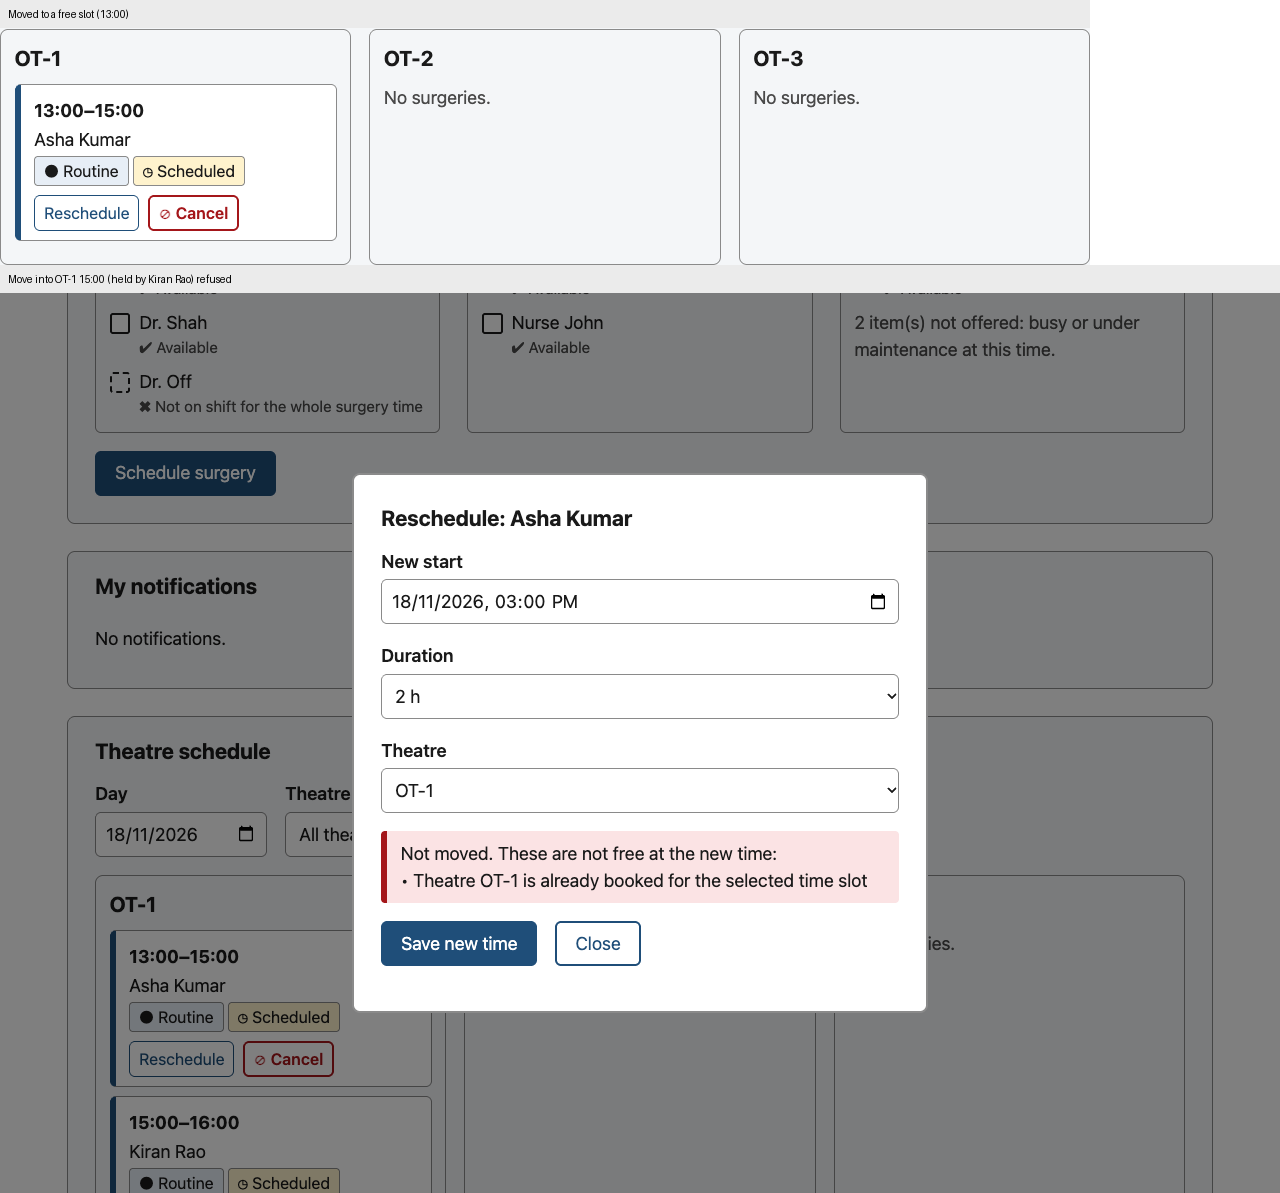 Moved to a free slot (13:00)
OT-1
13:00–15:00
Asha Kumar
● Routine
◷ Scheduled
Reschedule
⊘ Cancel
OT-2
No surgeries.
OT-3
No surgeries.
Move into OT-1 15:00 (held by Kiran Rao) refused
Dr. Shah
✔ Available
Dr. Off
✖ Not on shift for the whole surgery time
Nurse John
✔ Available
2 item(s) not offered: busy or under
maintenance at this time.
Schedule surgery
My notifications
No notifications.
Theatre schedule
Day
18/11/2026
Theatre
All
OT-1
13:00–15:00
Asha Kumar
● Routine
◷ Scheduled
Reschedule
⊘ Cancel
15:00–16:00
Kiran Rao
● Routine
◷ Scheduled
Reschedule: Asha Kumar
New start
18/11/2026, 03:00 PM
Duration
2 h
Theatre
OT-1
Not moved. These are not free at the new time:
• Theatre OT-1 is already booked for the selected time slot
Save new time
Close